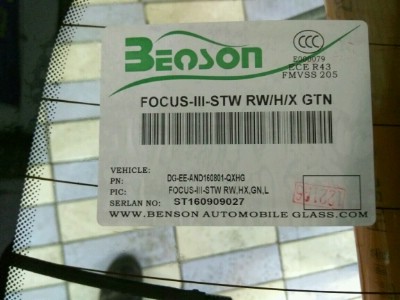 BENSON
CCC
E000079
ECE R43
FMVSS 205
FOCUS-III-STW RW/H/X GTN
VEHICLE:
PN: DG-EE-AND160801-QXHG
PIC: FOCUS-III-STW RW,HX,GN,L
SERLAN NO: ST160909027
WWW.BENSON AUTOMOBILE GLASS.COM